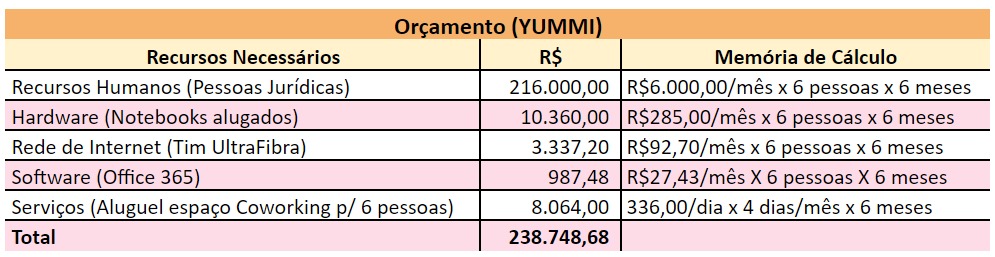 Orçamento (YUMMI)
Recursos Necessários R$ Memória de Cálculo
Recursos Humanos (Pessoas Jurídicas) 216.000,00 R$6.000,00/mês x 6 pessoas x 6 meses
Hardware (Notebooks alugados) 10.360,00 R$285,00/mês x 6 pessoas x 6 meses
Rede de Internet (Tim UltraFibra) 3.337,20 R$92,70/mês x 6 pessoas x 6 meses
Software (Office 365) 987,48 R$27,43/mês X 6 pessoas X 6 meses
Serviços (Aluguel espaço Coworking p/ 6 pessoas) 8.064,00 336,00/dia x 4 dias/mês x 6 meses
Total 238.748,68